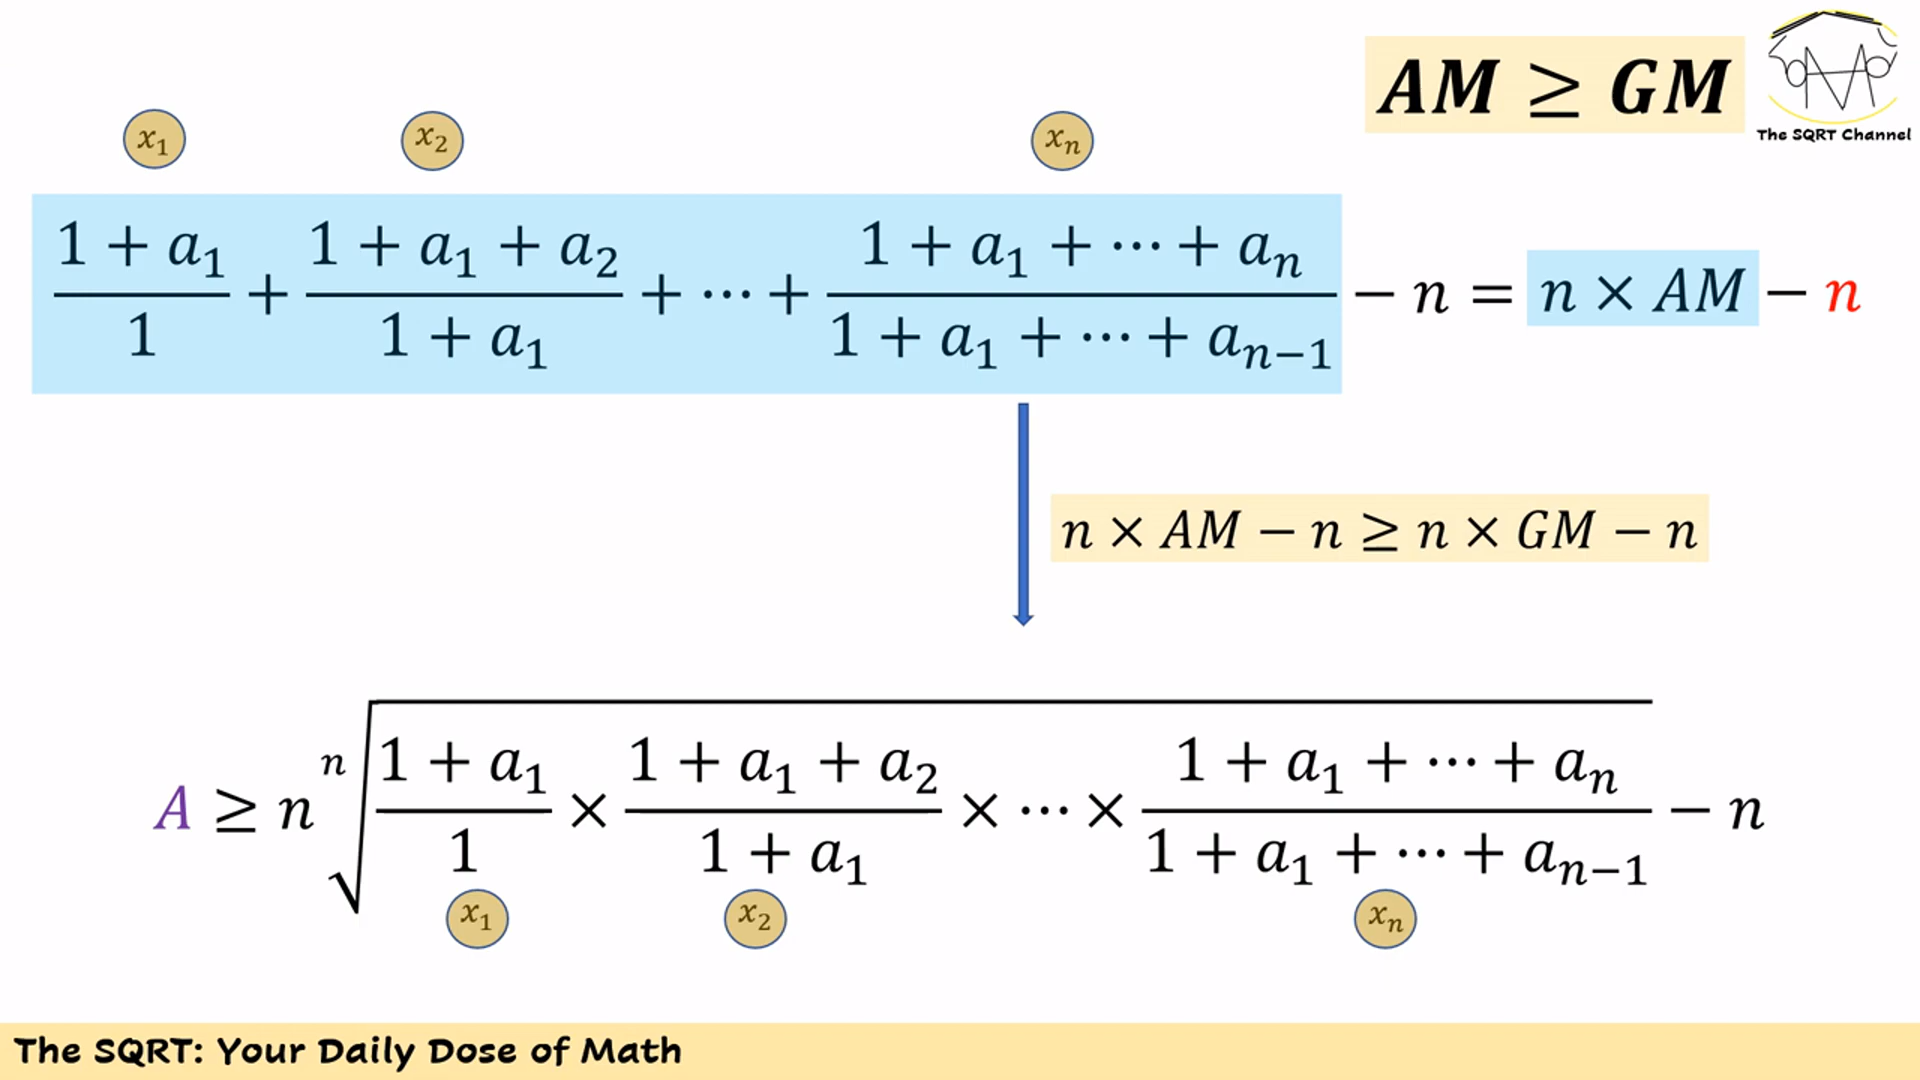 AM ≥ GM
The SQRT Channel
x₁ x₂ xₙ
(1 + a₁)/1 + (1 + a₁ + a₂)/(1 + a₁) + ⋯ + (1 + a₁ + ⋯ + aₙ)/(1 + a₁ + ⋯ + aₙ₋₁) − n = n × AM − n
n × AM − n ≥ n × GM − n
A ≥ n ⁿ√((1 + a₁)/1 × (1 + a₁ + a₂)/(1 + a₁) × ⋯ × (1 + a₁ + ⋯ + aₙ)/(1 + a₁ + ⋯ + aₙ₋₁)) − n
x₁ x₂ xₙ
The SQRT: Your Daily Dose of Math